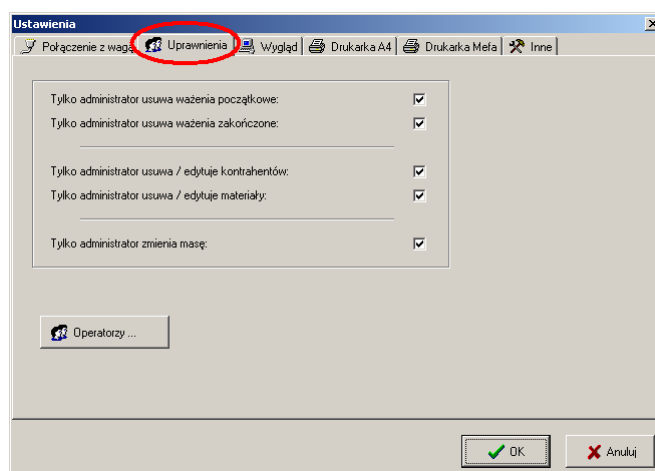 Ustawienia
Połączenie z wagą Uprawnienia Wygląd Drukarka A4 Drukarka Mefa Inne
Tylko administrator usuwa ważenia początkowe:
Tylko administrator usuwa ważenia zakończone:
Tylko administrator usuwa / edytuje kontrahentów:
Tylko administrator usuwa / edytuje materiały:
Tylko administrator zmienia masę:
Operatorzy ...
OK Anuluj